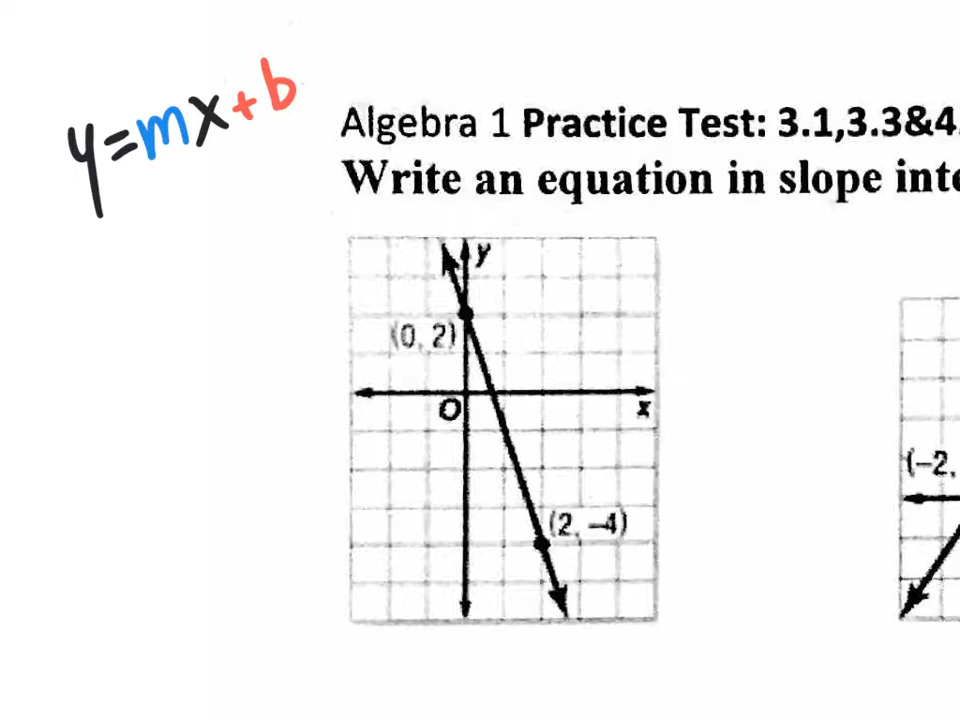 y=mx+b
Algebra 1 Practice Test: 3.1,3.3&4
Write an equation in slope inte
y
(0, 2)
O
x
(2, -4)
(-2,